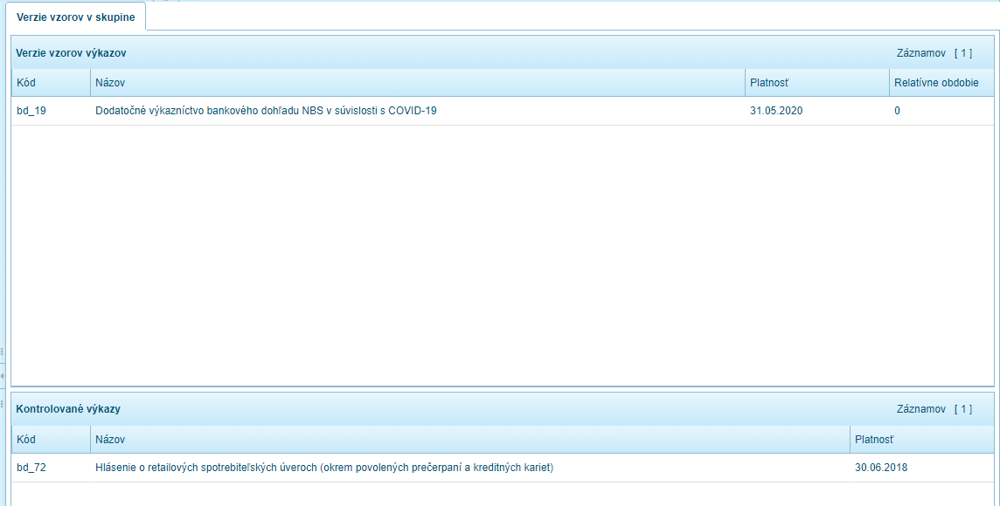 Verzie vzorov v skupine
Verzie vzorov výkazov Záznamov [ 1 ]
Kód Názov Platnosť Relatívne obdobie
bd_19 Dodatočné výkazníctvo bankového dohľadu NBS v súvislosti s COVID-19 31.05.2020 0
Kontrolované výkazy Záznamov [ 1 ]
Kód Názov Platnosť
bd_72 Hlásenie o retailových spotrebiteľských úveroch (okrem povolených prečerpaní a kreditných kariet) 30.06.2018